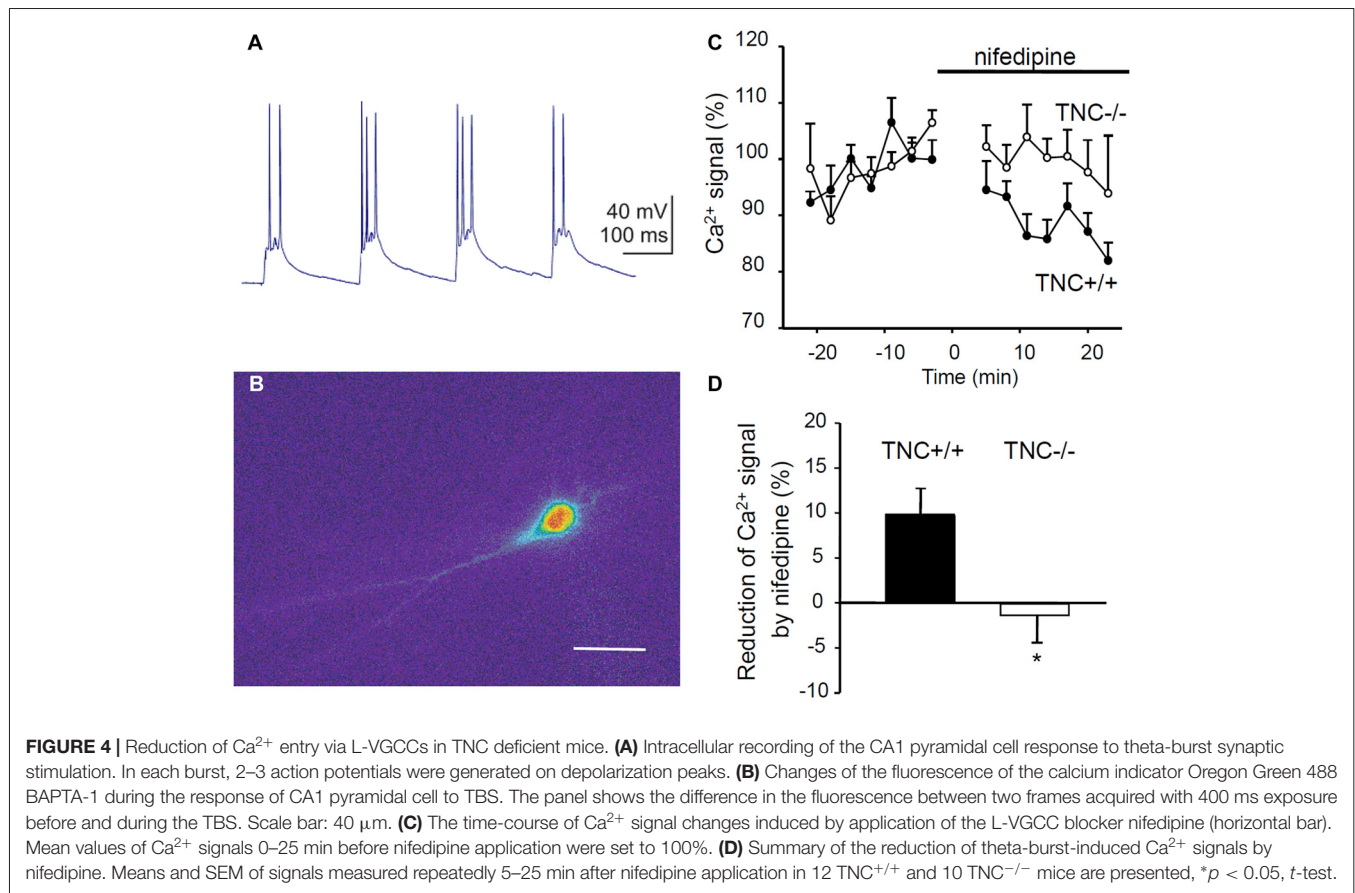 A
40 mV
100 ms
B
C
120
110
100
90
80
70
Ca²⁺ signal (%)
nifedipine
TNC-/-
TNC+/+
-20 -10 0 10 20
Time (min)
D
20
15
10
5
0
-5
-10
Reduction of Ca²⁺ signal
by nifedipine (%)
TNC+/+ TNC-/-
*
FIGURE 4 | Reduction of Ca²⁺ entry via L-VGCCs in TNC deficient mice. (A) Intracellular recording of the CA1 pyramidal cell response to theta-burst synaptic
stimulation. In each burst, 2–3 action potentials were generated on depolarization peaks. (B) Changes of the fluorescence of the calcium indicator Oregon Green 488
BAPTA-1 during the response of CA1 pyramidal cell to TBS. The panel shows the difference in the fluorescence between two frames acquired with 400 ms exposure
before and during the TBS. Scale bar: 40 μm. (C) The time-course of Ca²⁺ signal changes induced by application of the L-VGCC blocker nifedipine (horizontal bar).
Mean values of Ca²⁺ signals 0–25 min before nifedipine application were set to 100%. (D) Summary of the reduction of theta-burst-induced Ca²⁺ signals by
nifedipine. Means and SEM of signals measured repeatedly 5–25 min after nifedipine application in 12 TNC⁺/⁺ and 10 TNC⁻/⁻ mice are presented, *p < 0.05, t-test.